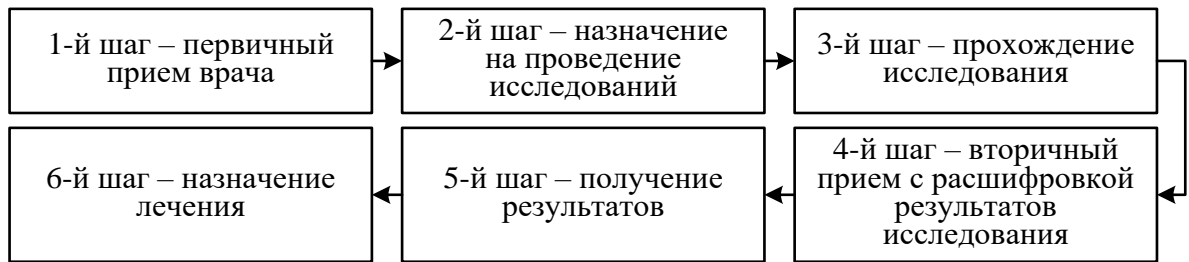 1-й шаг – первичный
прием врача
2-й шаг – назначение
на проведение
исследований
3-й шаг – прохождение
исследования
4-й шаг – вторичный
прием с расшифровкой
результатов
исследования
5-й шаг – получение
результатов
6-й шаг – назначение
лечения